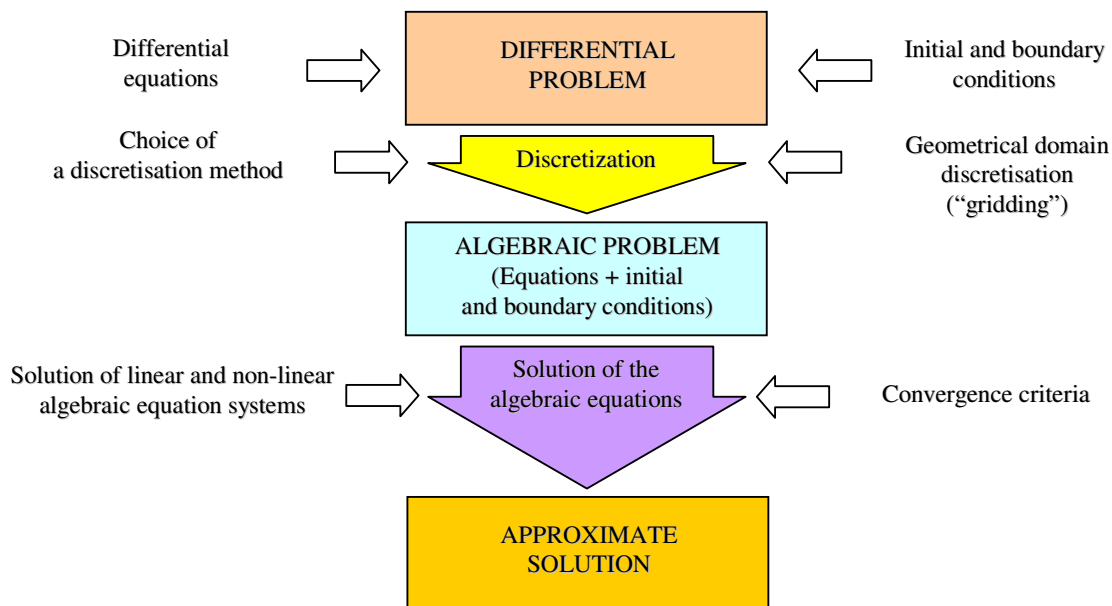 Differential
equations
DIFFERENTIAL
PROBLEM
Initial and boundary
conditions
Choice of
a discretisation method
Discretization
Geometrical domain
discretisation
(“gridding”)
ALGEBRAIC PROBLEM
(Equations + initial
and boundary conditions)
Solution of linear and non-linear
algebraic equation systems
Solution of the
algebraic equations
Convergence criteria
APPROXIMATE
SOLUTION